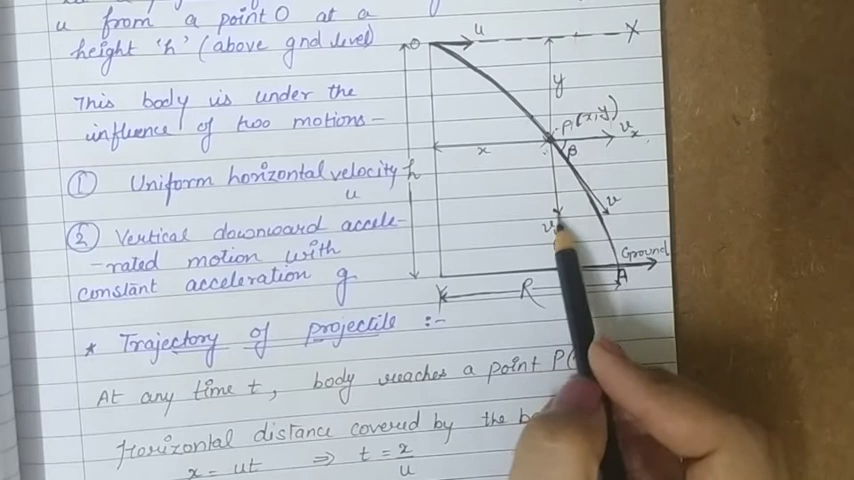 u from a point O at a
height 'h' (above gnd level)
This body is under the
influence of two motions-
① Uniform horizontal velocity
u
② Vertical downward accele-
-rated motion with
constant acceleration g
* Trajectory of projectile :-
At any time t, body reaches a point P(
Horizontal distance covered by the
x = ut ⇒ t = x/u
O
u
X
y
P(x,y)
vx
x
β
h
v
Ground
A
Y
R